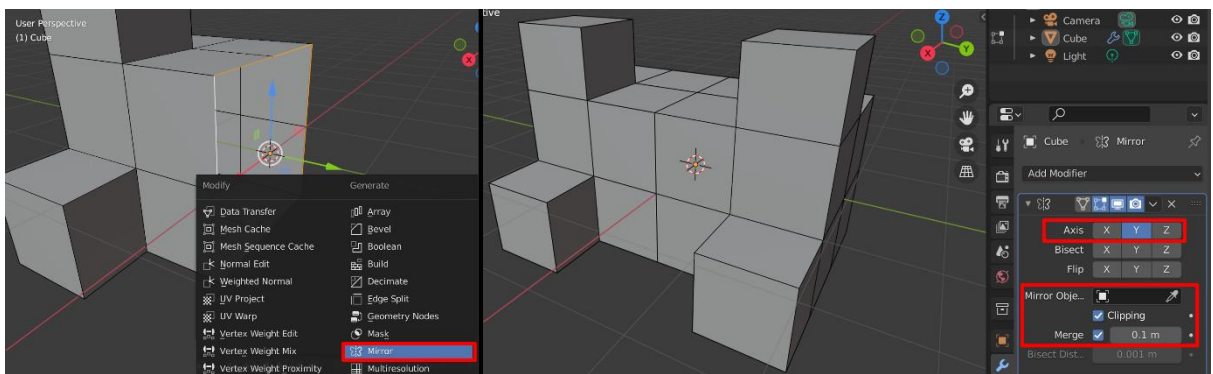 User Perspective
(1) Cube
Modify
Generate
Data Transfer
Array
Mesh Cache
Bevel
Mesh Sequence Cache
Boolean
Normal Edit
Build
Weighted Normal
Decimate
UV Project
Edge Split
UV Warp
Geometry Nodes
Vertex Weight Edit
Mask
Vertex Weight Mix
Mirror
Vertex Weight Proximity
Multiresolution
tive
Z
X
Y
Camera
Cube
Light
Cube
Mirror
Add Modifier
Axis X Y Z
Bisect X Y Z
Flip X Y Z
Mirror Obje...
Clipping
Merge 0.1 m
Bisect Dist... 0.001 m